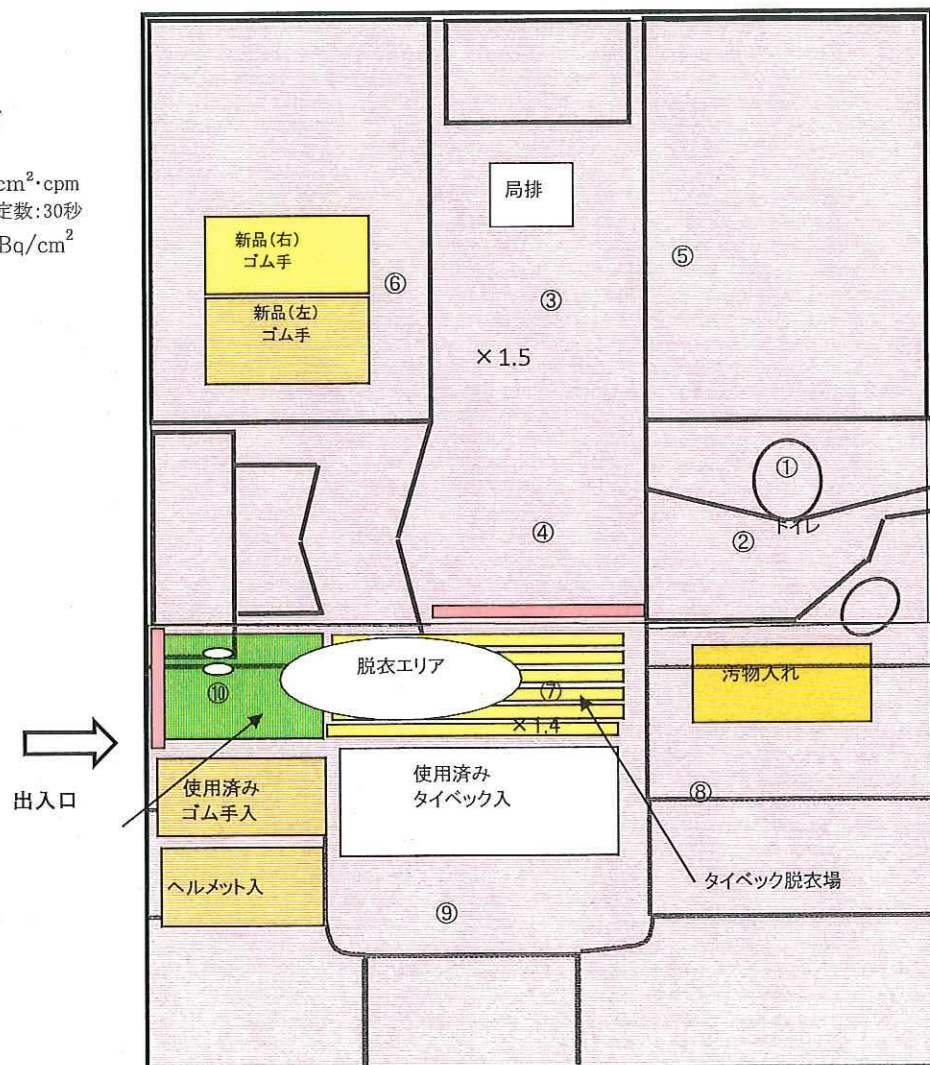 cm²・cpm
定数:30秒
Bq/cm²
局排
新品(右)
ゴム手
⑥
⑤
③
新品(左)
ゴム手
×1.5
①
トイレ
④
②
脱衣エリア
⑩
⑦
汚物入れ
×1.4
使用済み
タイベック入
出入口
使用済み
ゴム手入
⑧
ヘルメット入
タイベック脱衣場
⑨